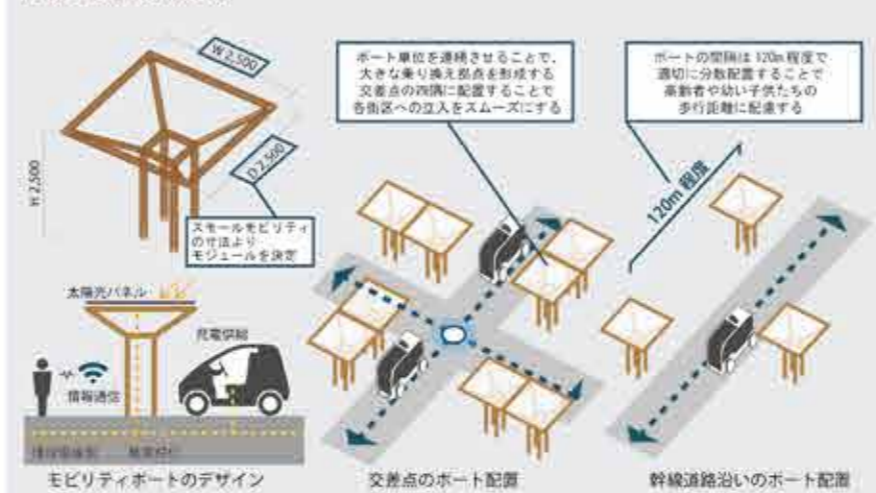 W 2,500
D 2,500
H 2,500
スモールモビリティ
の寸法より
モジュールを決定
太陽光パネル
充電供給
情報通信
モビリティポートのデザイン
ポート単位を連続させることで、
大きな乗り換え拠点を形成する
交差点の四隅に配置することで
各街区への立入をスムーズにする
交差点のポート配置
ポートの間隔は120m程度で
適切に分散配置することで
高齢者や幼い子供たちの
歩行距離に配慮する
120m 程度
幹線道路沿いのポート配置